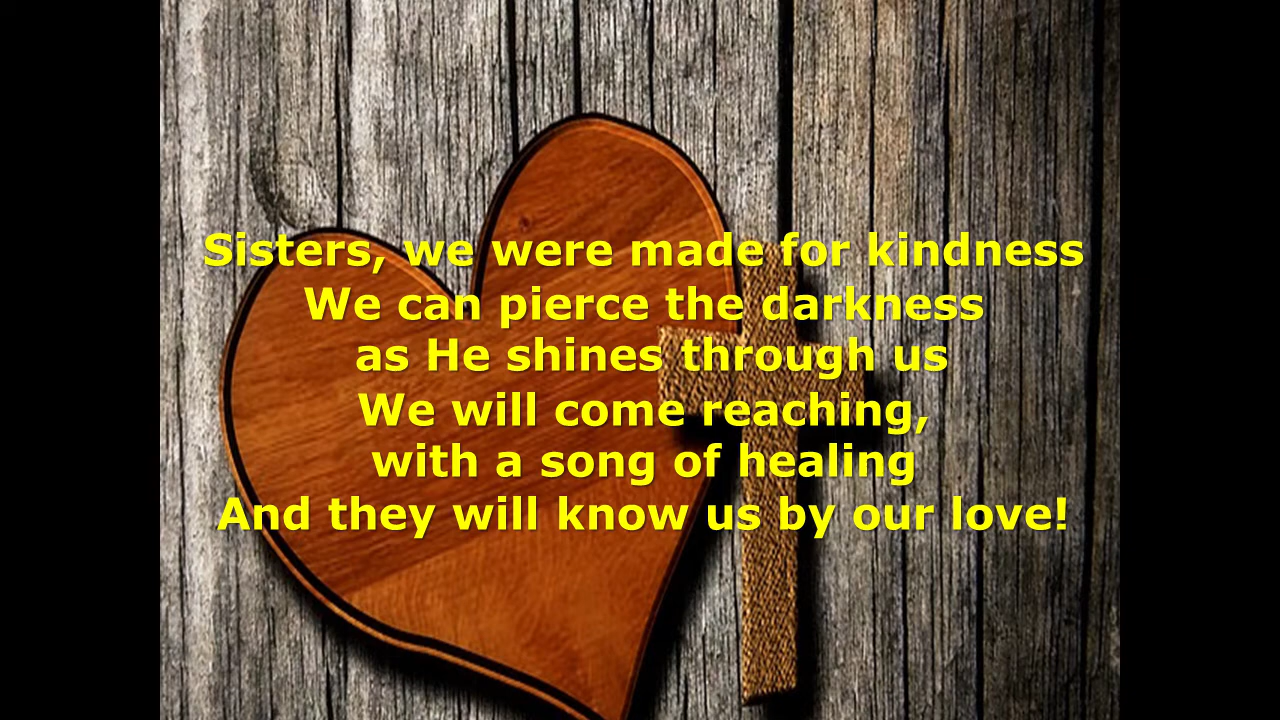 Sisters, we were made for kindness
We can pierce the darkness
as He shines through us
We will come reaching,
with a song of healing
And they will know us by our love!